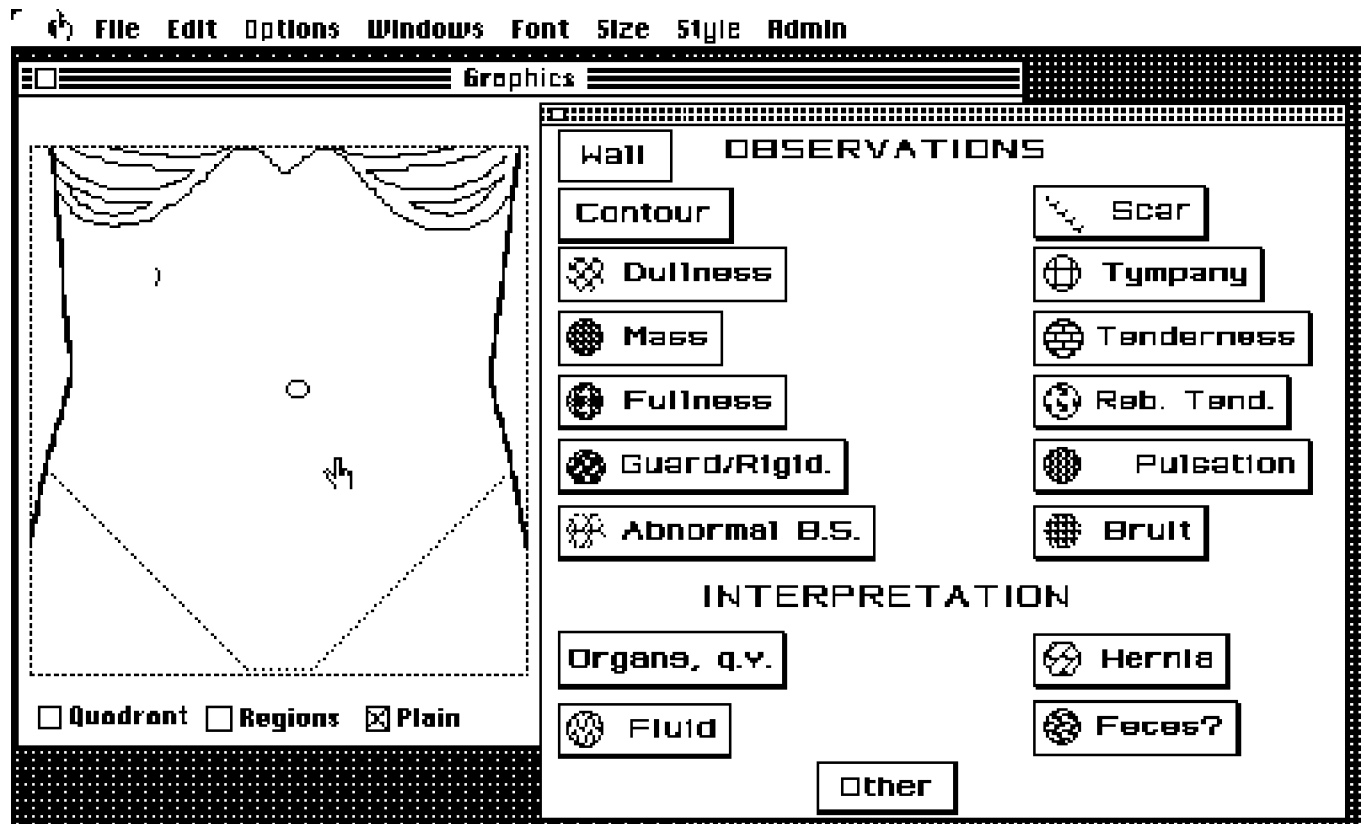 File Edit Options Windows Font Size Style Admin
Graphics
Wall
OBSERVATIONS
Contour
Scar
Dullness
Tympany
Mass
Tenderness
Fullness
Reb. Tend.
Guard/Rigid.
Pulsation
Abnormal B.S.
Bruit
INTERPRETATION
Organs, q.v.
Hernia
Fluid
Feces?
Other
Quadrant Regions Plain